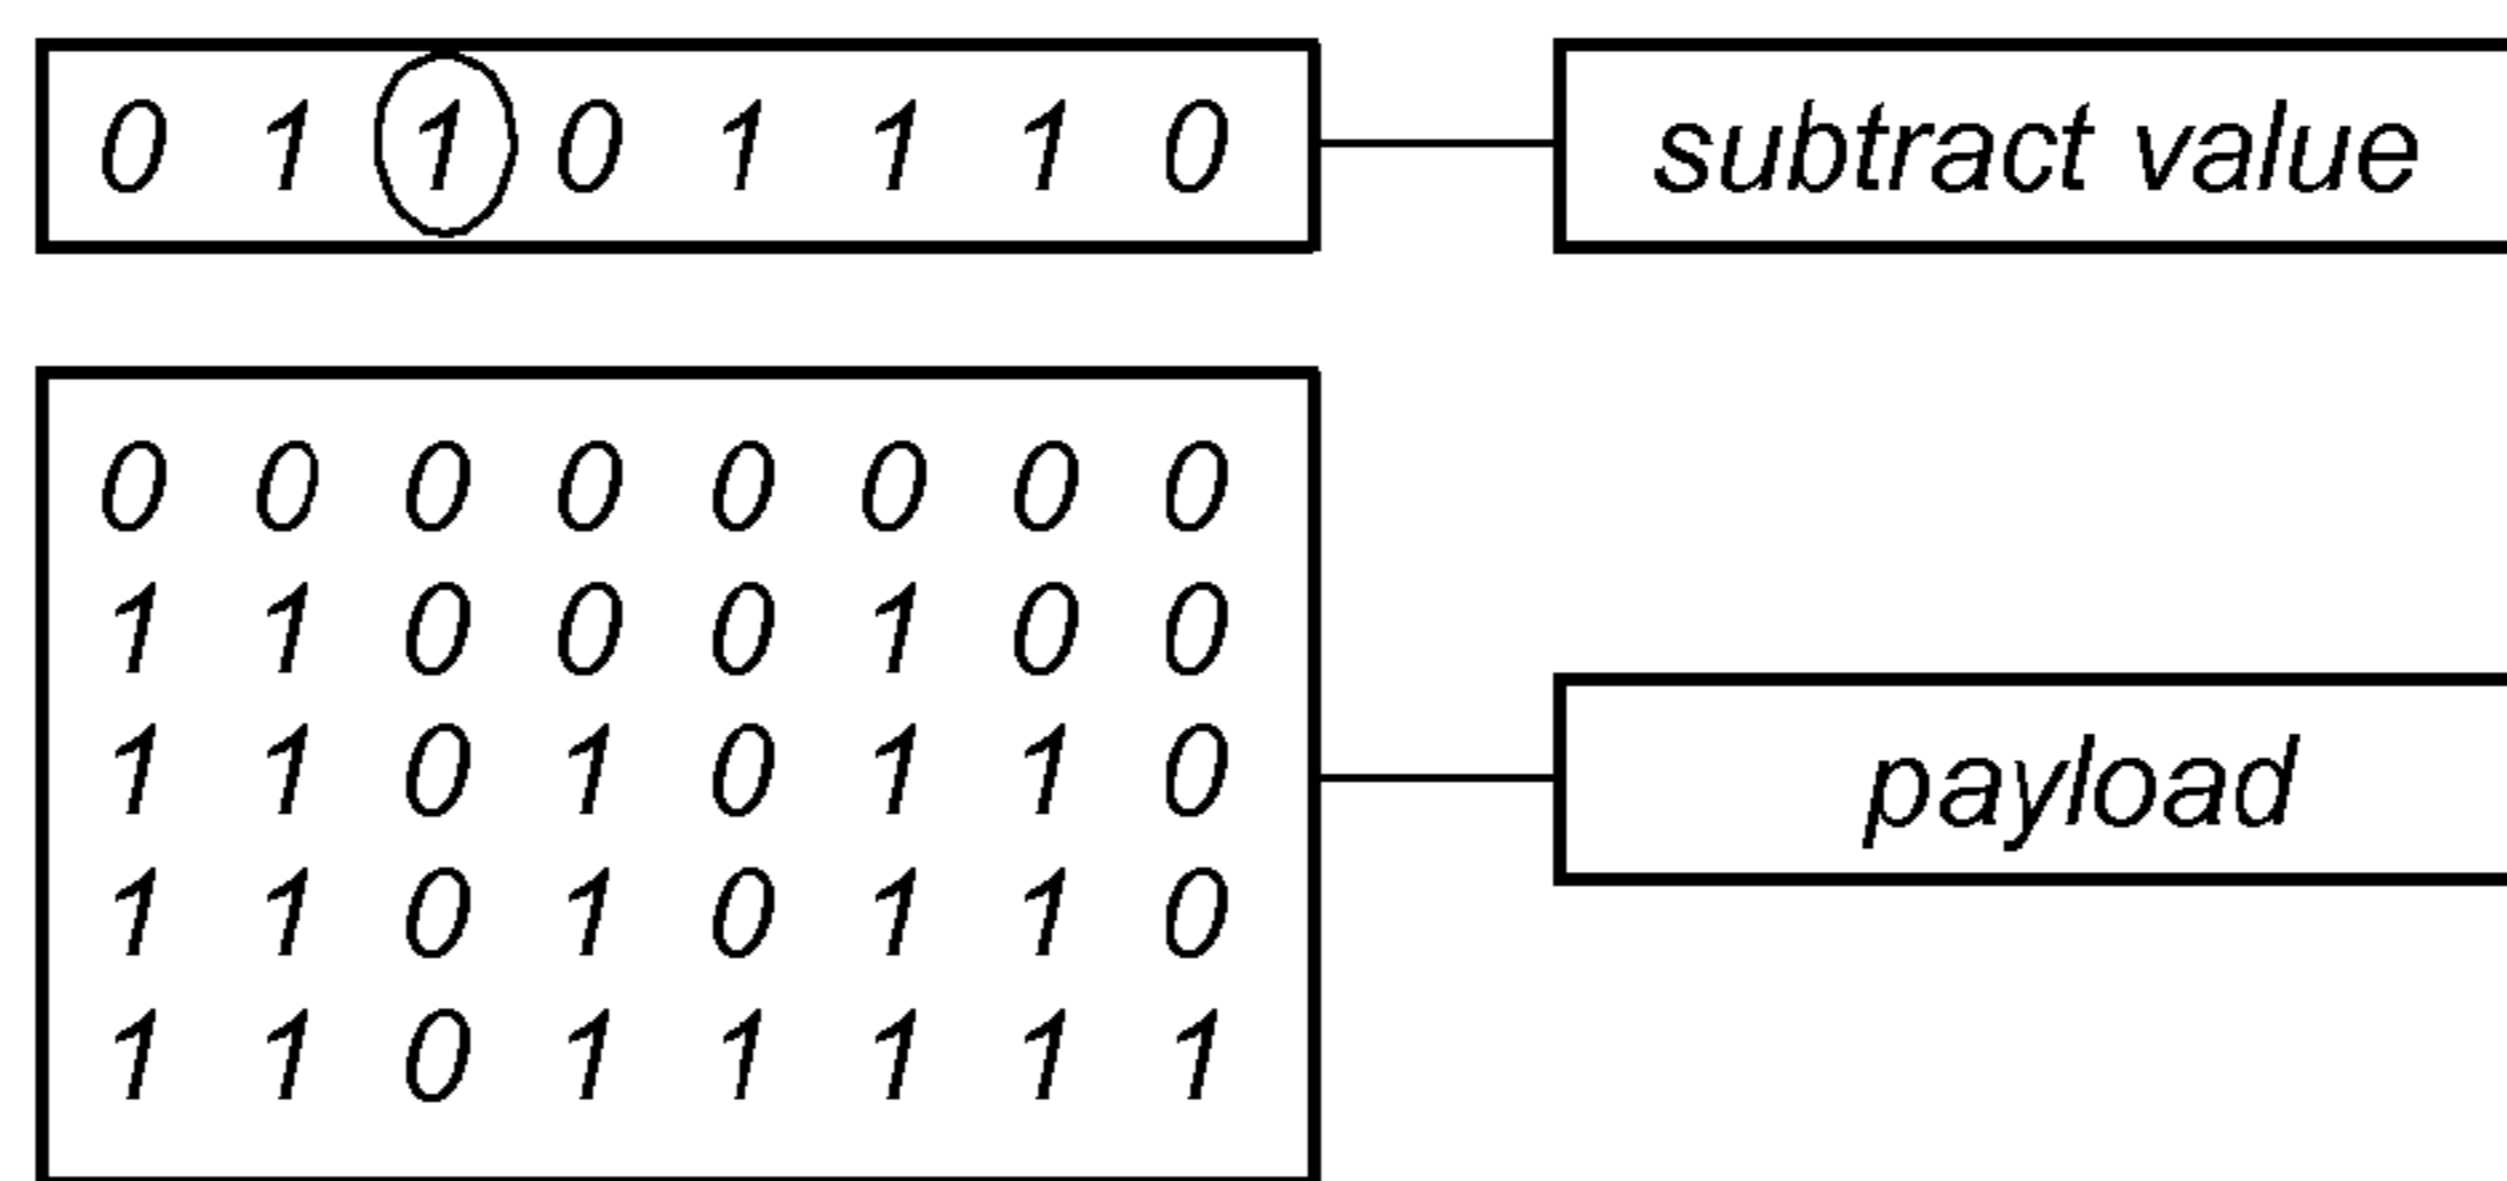 0 1 1 0 1 1 1 0 subtract value
0 0 0 0 0 0 0 0
1 1 0 0 0 1 0 0
1 1 0 1 0 1 1 0 payload
1 1 0 1 0 1 1 0
1 1 0 1 1 1 1 1